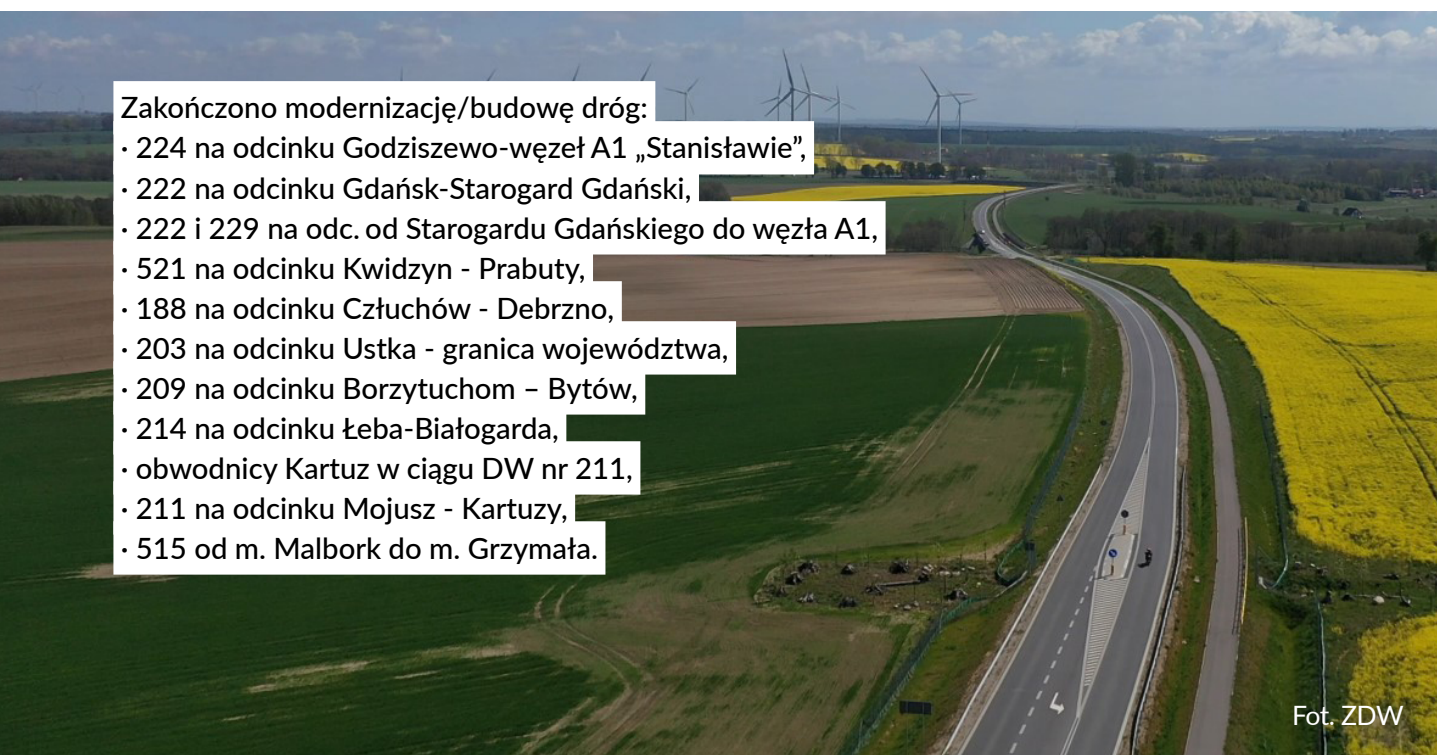 Zakończono modernizację/budowę dróg:
· 224 na odcinku Godziszewo-węzeł A1 „Stanisławie”,
· 222 na odcinku Gdańsk-Starogard Gdański,
· 222 i 229 na odc. od Starogardu Gdańskiego do węzła A1,
· 521 na odcinku Kwidzyn - Prabuty,
· 188 na odcinku Człuchów - Debrzno,
· 203 na odcinku Ustka - granica województwa,
· 209 na odcinku Borzytuchom – Bytów,
· 214 na odcinku Łeba-Białogarda,
· obwodnicy Kartuz w ciągu DW nr 211,
· 211 na odcinku Mojusz - Kartuzy,
· 515 od m. Malbork do m. Grzymała.
Fot. ZDW